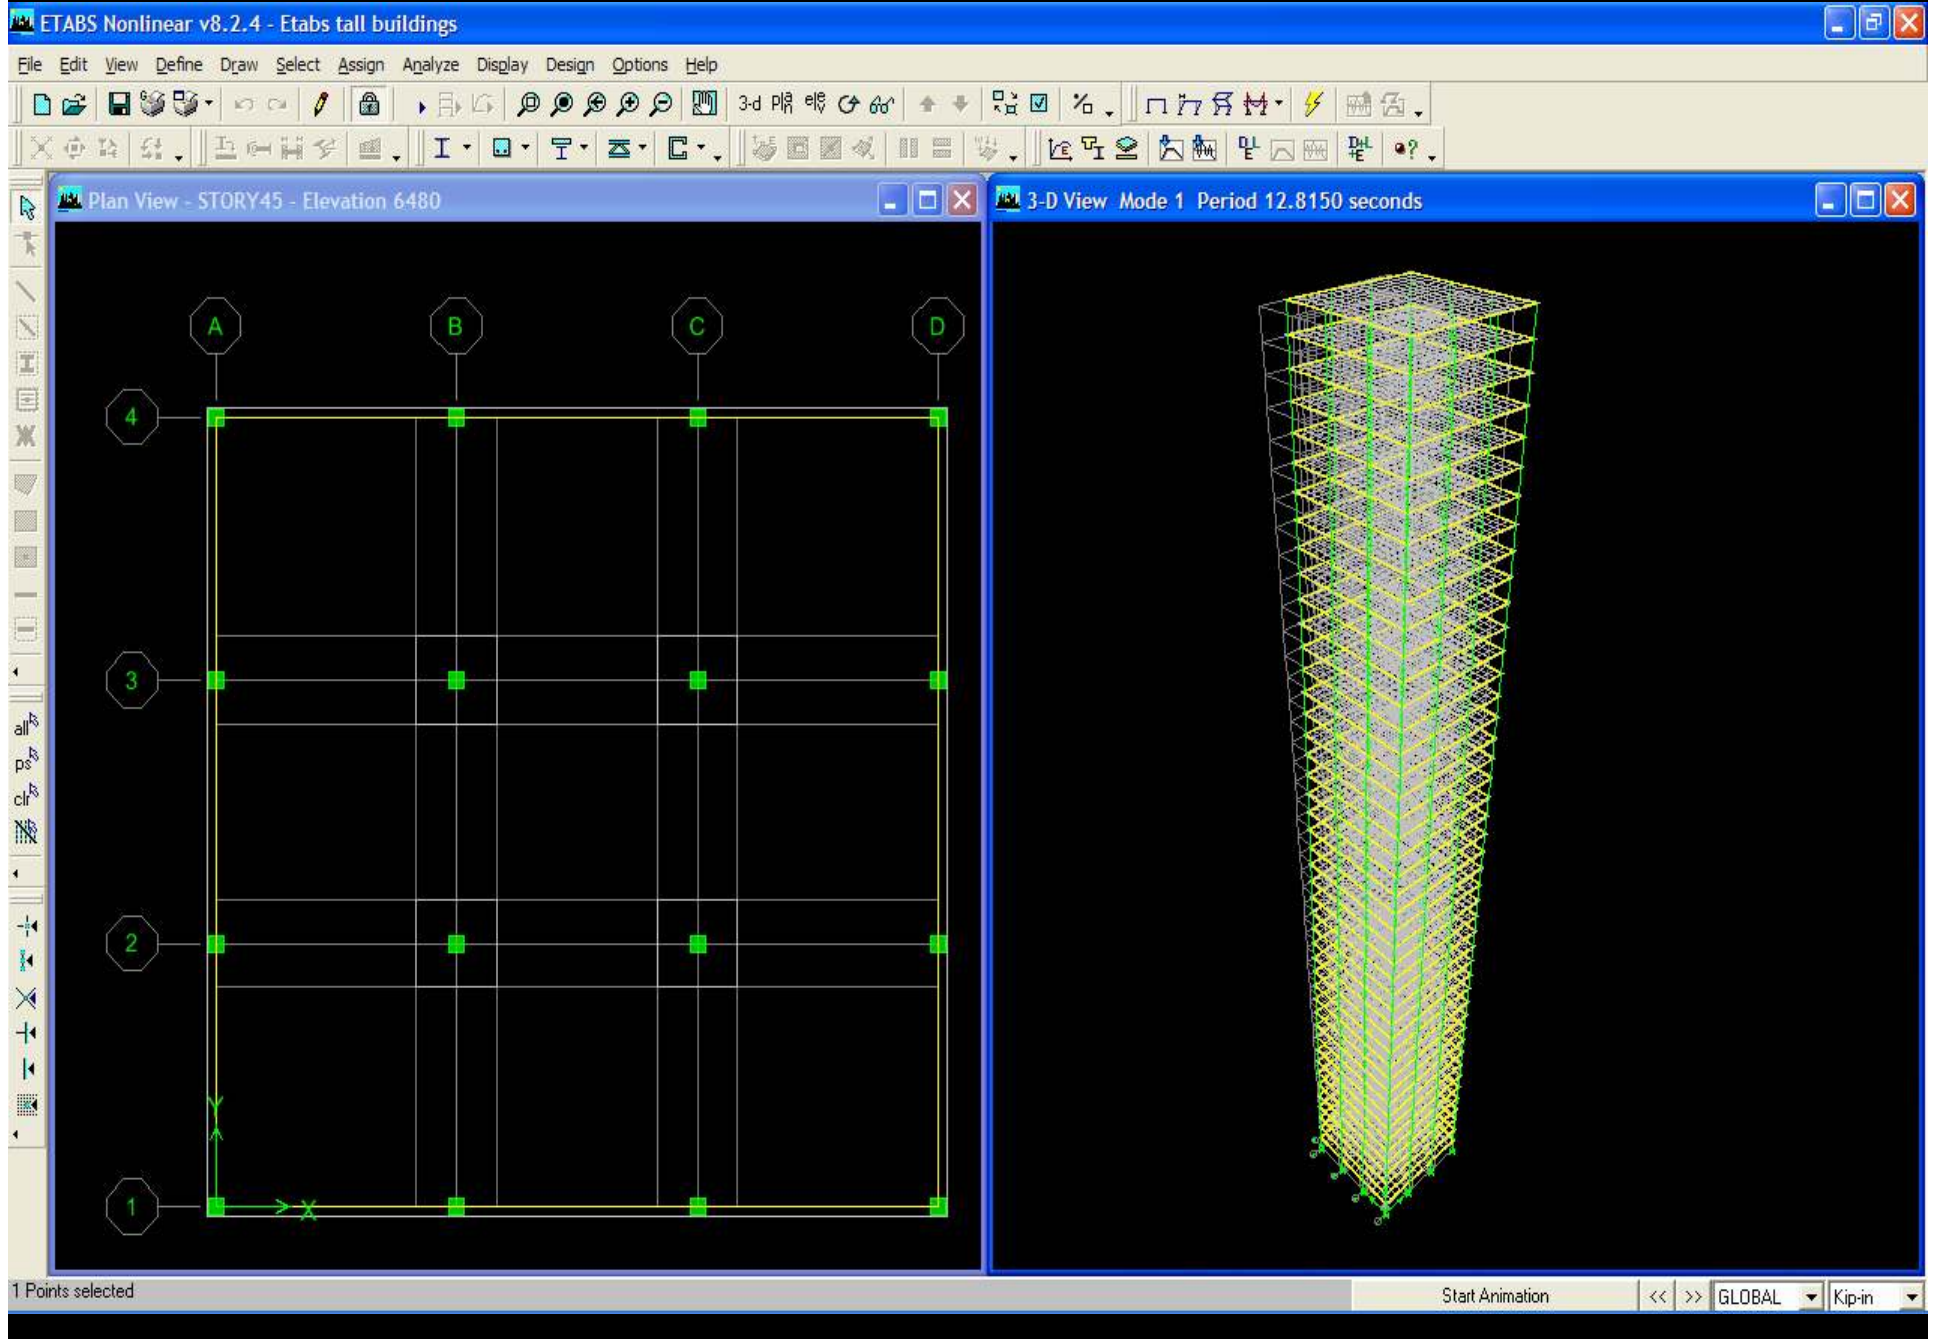 ETABS Nonlinear v8.2.4 - Etabs tall buildings
File Edit View Define Draw Select Assign Analyze Display Design Options Help
3-d
all
ps
clr
Plan View - STORY45 - Elevation 6480
A B C D
4
3
2
1
Y
X
3-D View Mode 1 Period 12.8150 seconds
1 Points selected
Start Animation << >> GLOBAL Kip-in